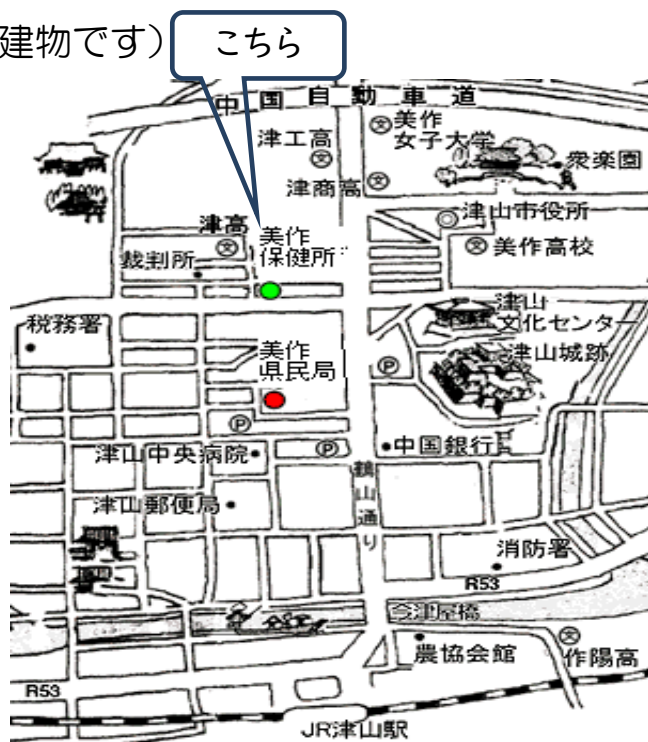 建物です）
こちら
中国自動車道
美作
女子大学
津工高
衆楽園
津商高
津山市役所
津高
美作
保健所
美作高校
裁判所
津山
文化センター
税務署
美作
県民局
津山城跡
P
P
P
津山中央病院
中国銀行
鶴山通り
津山郵便局
消防署
R53
今津屋橋
農協会館
作陽高
R53
JR津山駅